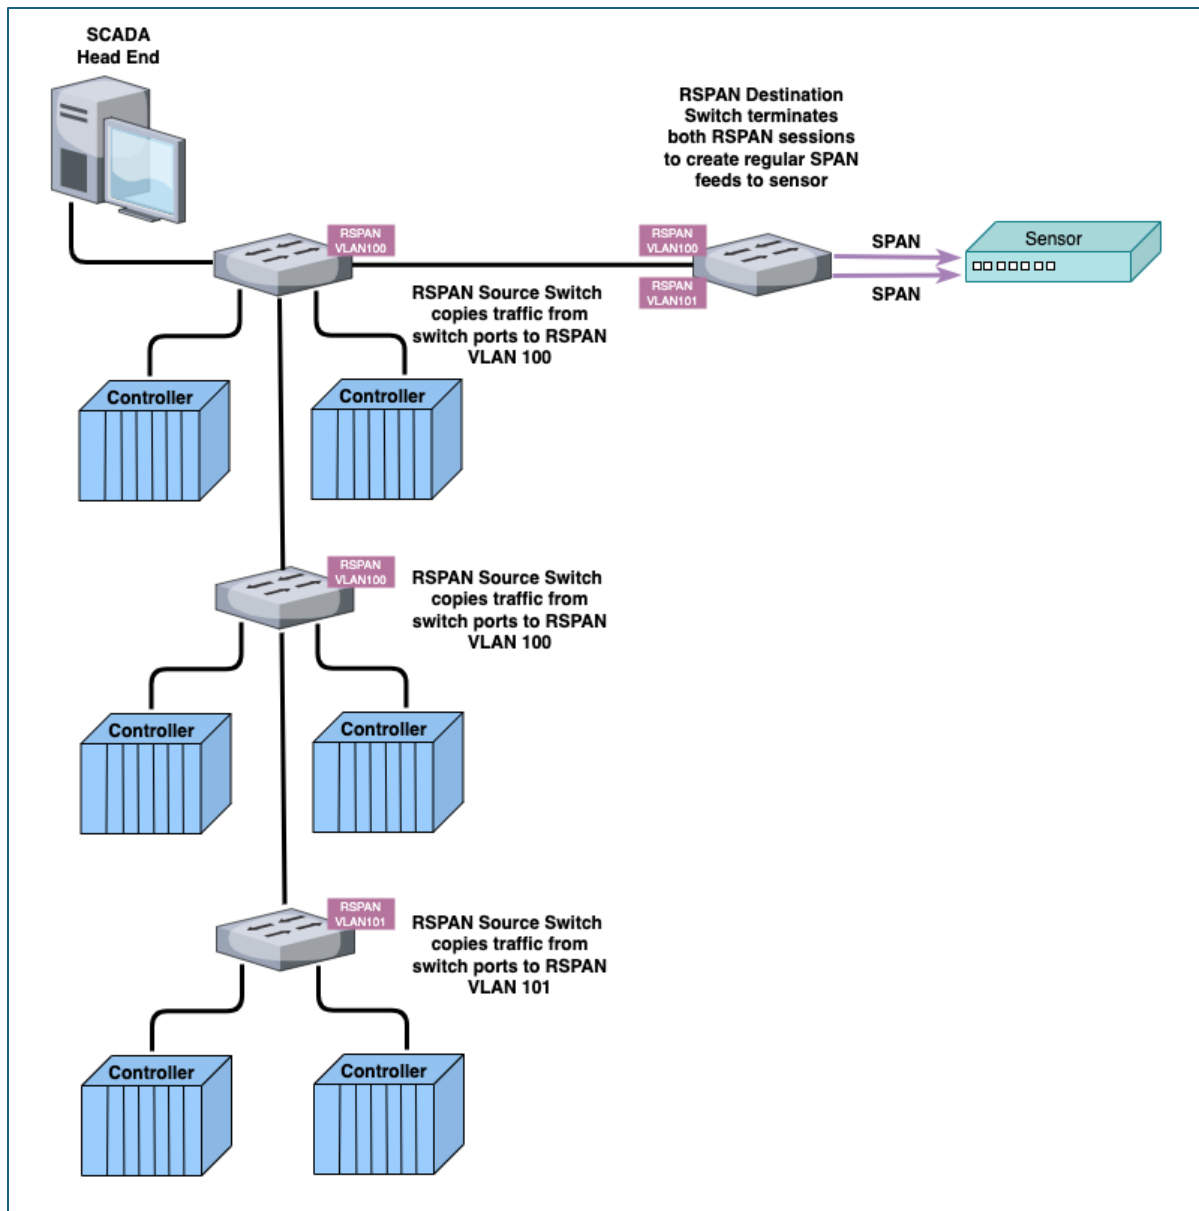 SCADA
Head End
RSPAN Destination
Switch terminates
both RSPAN sessions
to create regular SPAN
feeds to sensor
RSPAN
VLAN100
RSPAN
VLAN100
RSPAN
VLAN101
SPAN
SPAN
Sensor
RSPAN Source Switch
copies traffic from
switch ports to RSPAN
VLAN 100
Controller
Controller
RSPAN
VLAN100
RSPAN Source Switch
copies traffic from
switch ports to RSPAN
VLAN 100
Controller
Controller
RSPAN
VLAN101
RSPAN Source Switch
copies traffic from
switch ports to RSPAN
VLAN 101
Controller
Controller